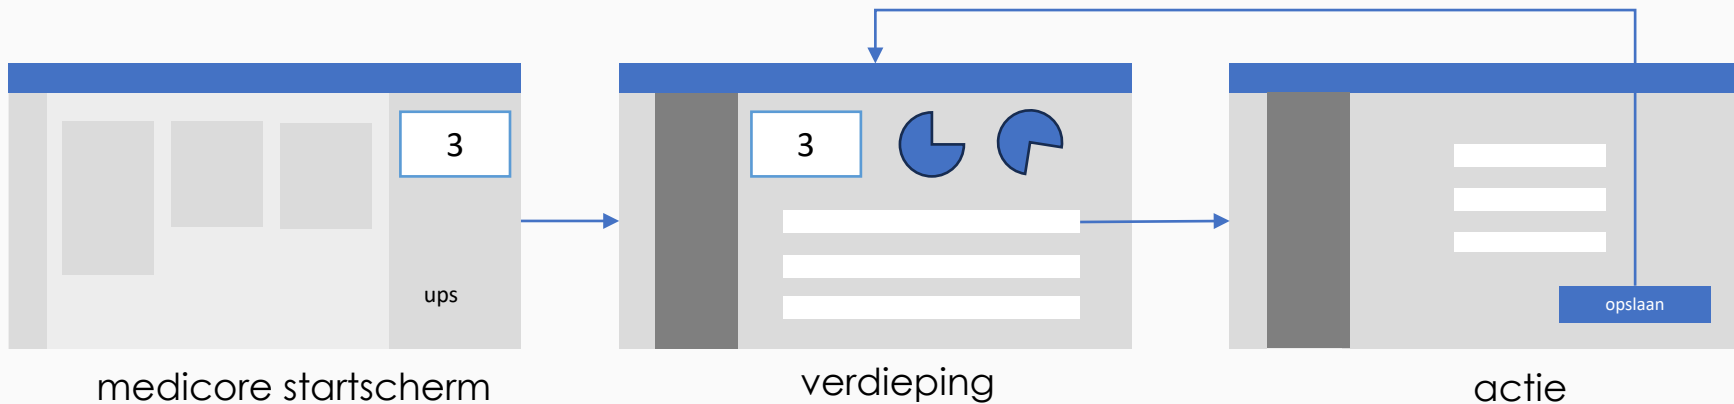 3
ups
medicore startscherm
3
verdieping
opslaan
actie